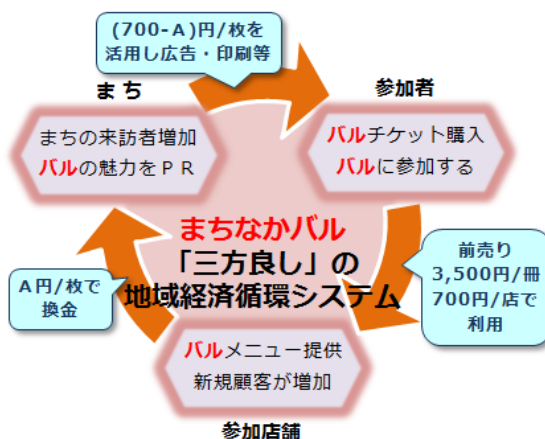 (700-A)円/枚を
活用し広告・印刷等
まち
まちの来訪者増加
バルの魅力をPR
参加者
バルチケット購入
バルに参加する
まちなかバル
「三方良し」の
地域経済循環システム
A円/枚で
換金
前売り
3,500円/冊
700円/店で
利用
バルメニュー提供
新規顧客が増加
参加店舗